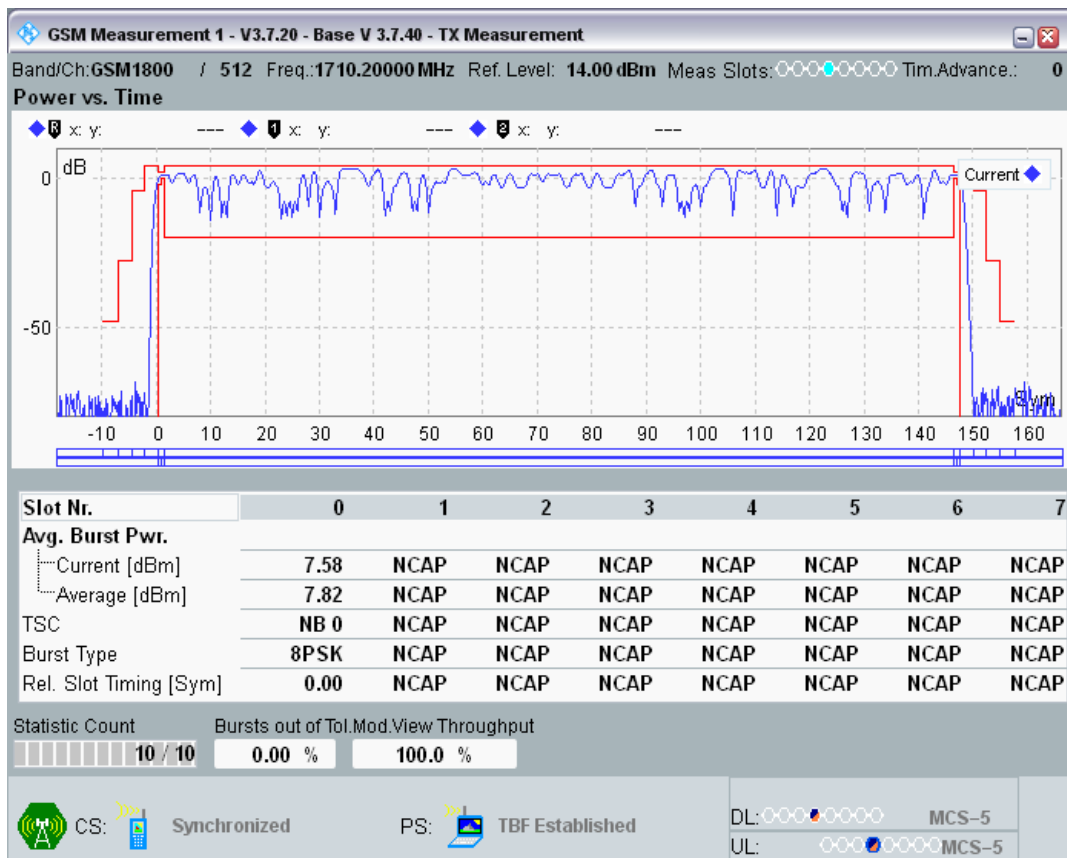 GSM Measurement 1 - V3.7.20 - Base V 3.7.40 - TX Measurement
Band/Ch:GSM1800 / 512 Freq.:1710.20000 MHz Ref. Level: 14.00 dBm Meas Slots: Tim.Advance.: 0
Power vs. Time
R x: y: --- 1 x: y: --- 2 x: y: ---
dB
Current
0
-50
Sym
-10 0 10 20 30 40 50 60 70 80 90 100 110 120 130 140 150 160
Slot Nr. 0 1 2 3 4 5 6 7
Avg. Burst Pwr.
Current [dBm] 7.58 NCAP NCAP NCAP NCAP NCAP NCAP NCAP
Average [dBm] 7.82 NCAP NCAP NCAP NCAP NCAP NCAP NCAP
TSC NB 0 NCAP NCAP NCAP NCAP NCAP NCAP NCAP
Burst Type 8PSK NCAP NCAP NCAP NCAP NCAP NCAP NCAP
Rel. Slot Timing [Sym] 0.00 NCAP NCAP NCAP NCAP NCAP NCAP NCAP
Statistic Count Bursts out of Tol. Mod.View Throughput
10 / 10 0.00 % 100.0 %
CS: Synchronized PS: TBF Established
DL: MCS-5
UL: MCS-5